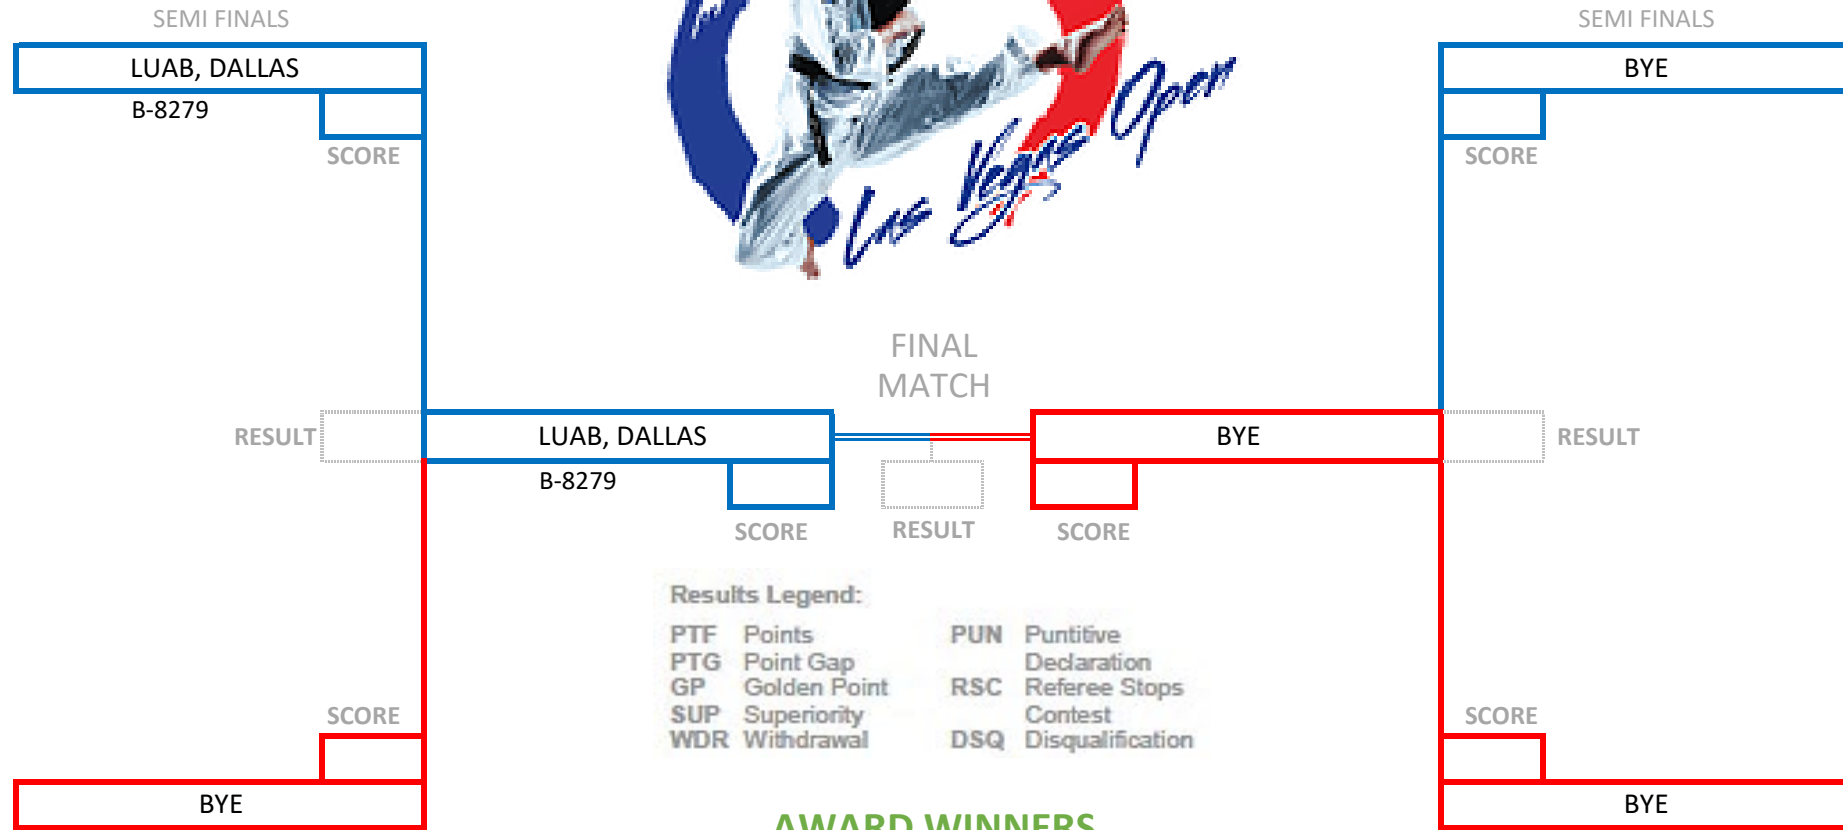 SEMI FINALS
SEMI FINALS
LUAB, DALLAS
BYE
B-8279
SCORE
SCORE
Las Vegas Open
FINAL
MATCH
RESULT
LUAB, DALLAS
BYE
RESULT
B-8279
SCORE
RESULT
SCORE
Results Legend:
PTF Points
PTG Point Gap
GP Golden Point
SUP Superiority
WDR Withdrawal
PUN Puntitive
Declaration
RSC Referee Stops
Contest
DSQ Disqualification
SCORE
SCORE
BYE
BYE
AWARD WINNERS